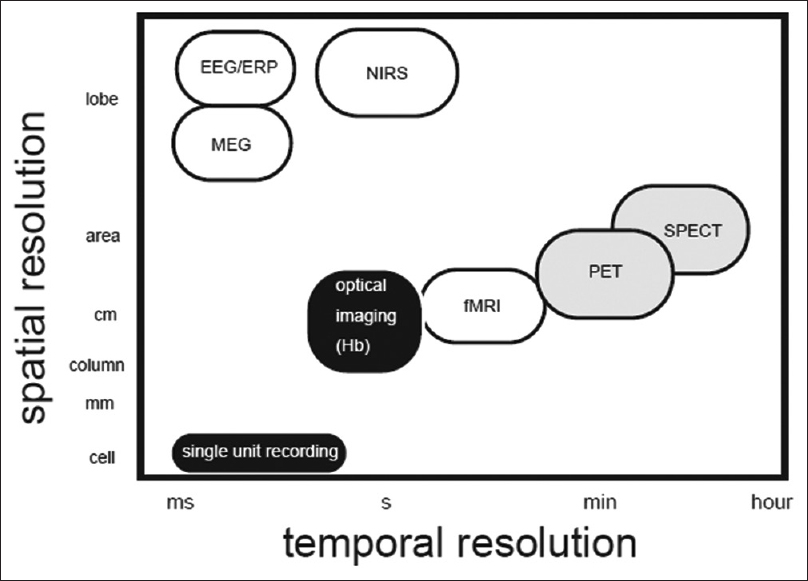 EEG/ERP
NIRS
lobe
MEG
area
SPECT
PET
optical
imaging
(Hb)
fMRI
cm
column
mm
cell
single unit recording
spatial resolution
ms
s
min
hour
temporal resolution